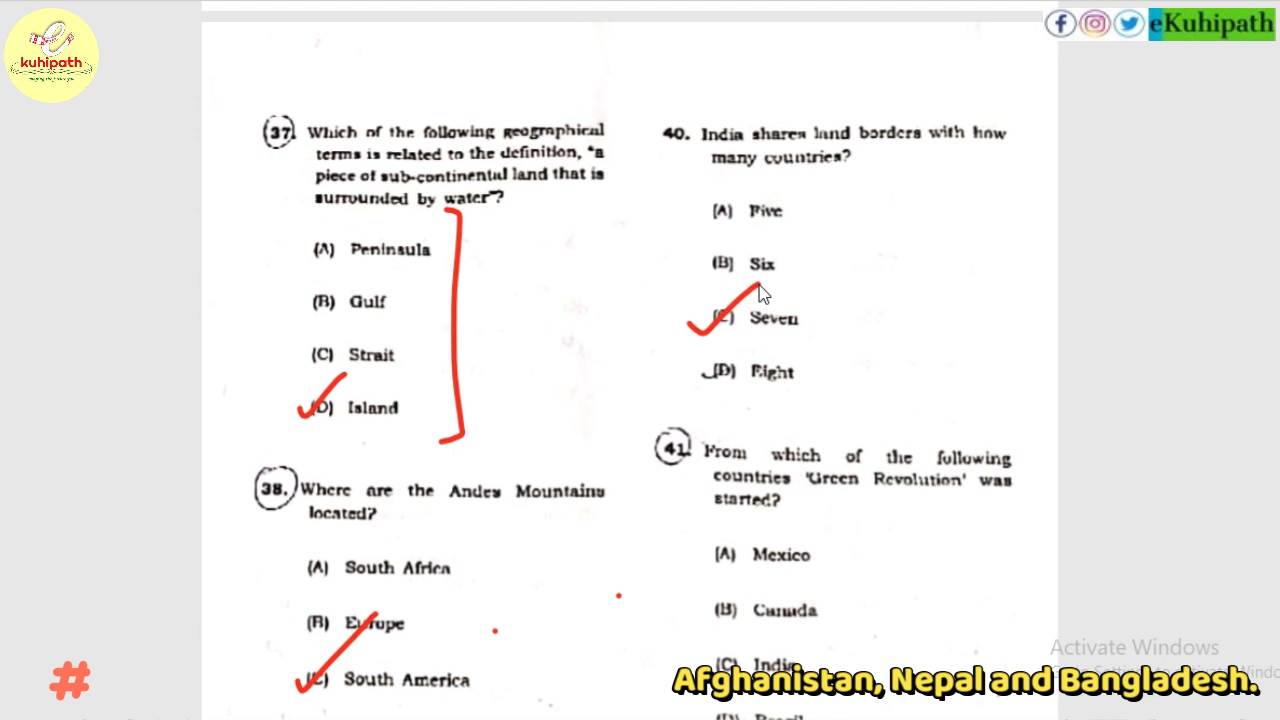 kuhipath
eKuhipath
37. Which of the following geographical
terms is related to the definition, "a
piece of sub-continental land that is
surrounded by water"?
(A) Peninsula
(B) Gulf
(C) Strait
(D) Island
38. Where are the Andes Mountains
located?
(A) South Africa
(B) Europe
(C) South America
40. India shares land borders with how
many countries?
(A) Five
(B) Six
(C) Seven
(D) Eight
41. From which of the following
countries 'Green Revolution' was
started?
(A) Mexico
(B) Canada
(C) India
(D) Brazil
Activate Windows
Afghanistan, Nepal and Bangladesh.
#